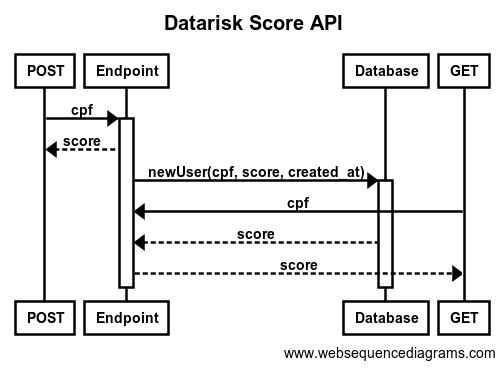 Datarisk Score API
POST Endpoint Database GET
cpf
score
newUser(cpf, score, created_at)
cpf
score
score
POST Endpoint Database GET
www.websequencediagrams.com